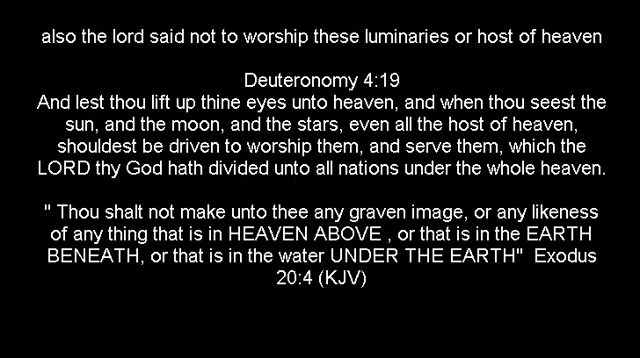 also the lord said not to worship these luminaries or host of heaven
Deuteronomy 4:19
And lest thou lift up thine eyes unto heaven, and when thou seest the
sun, and the moon, and the stars, even all the host of heaven,
shouldest be driven to worship them, and serve them, which the
LORD thy God hath divided unto all nations under the whole heaven.
" Thou shalt not make unto thee any graven image, or any likeness
of any thing that is in HEAVEN ABOVE , or that is in the EARTH
BENEATH, or that is in the water UNDER THE EARTH"  Exodus
20:4 (KJV)